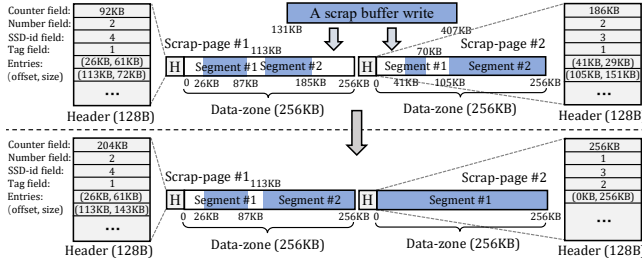 A scrap buffer write
131KB
407KB
Counter field:
Number field:
SSD-id field:
Tag field:
Entries:
(offset, size)
92KB
2
4
1
(26KB, 61KB)
(113KB, 72KB)
...
Header (128B)
Scrap-page #1
113KB
H
Segment #1
Segment #2
0
26KB
87KB
185KB
256KB
Data-zone (256KB)
Scrap-page #2
70KB
H
Segment #1
Segment #2
0
41KB
105KB
256KB
Data-zone (256KB)
186KB
2
3
1
(41KB, 29KB)
(105KB, 151KB)
...
Header (128B)
Counter field:
Number field:
SSD-id field:
Tag field:
Entries:
(offset, size)
204KB
2
4
1
(26KB, 61KB)
(113KB, 143KB)
...
Header (128B)
Scrap-page #1
113KB
H
Segment #1
Segment #2
0
26KB
87KB
256KB
Data-zone (256KB)
Scrap-page #2
H
Segment #1
0
256KB
Data-zone (256KB)
256KB
1
3
2
(0KB, 256KB)
...
Header (128B)